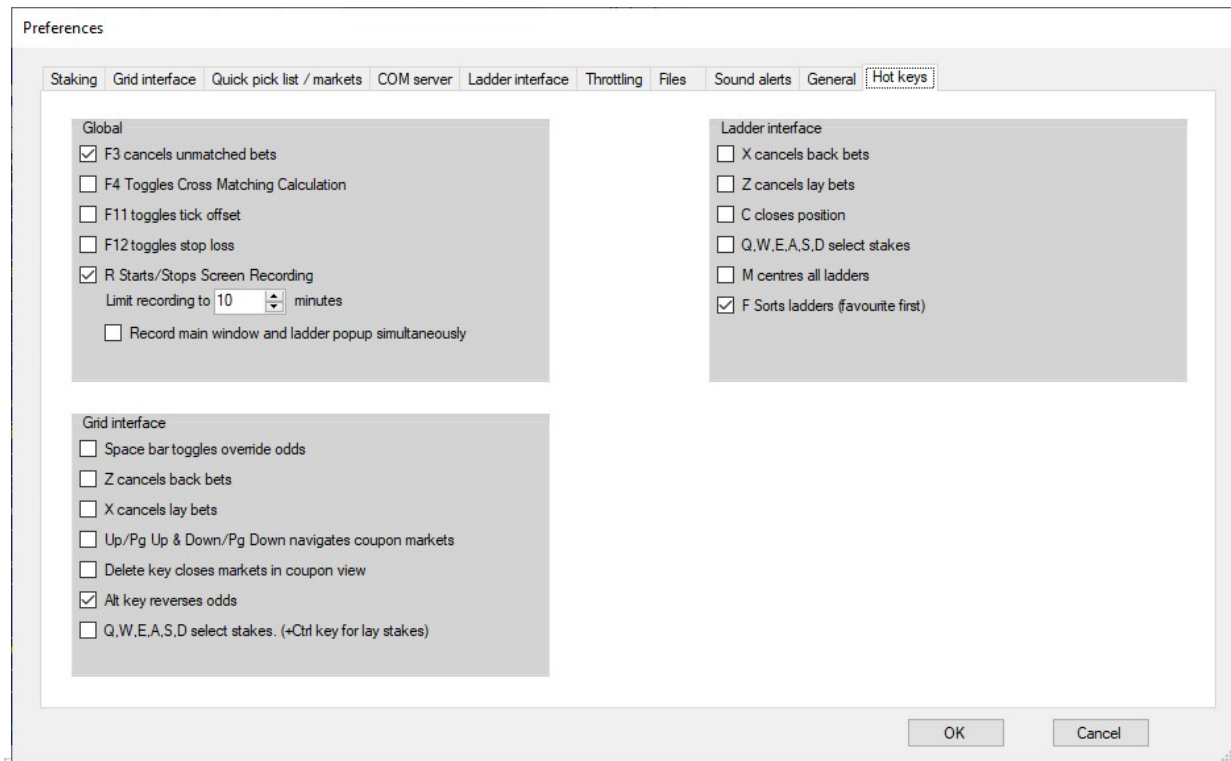 Preferences
Staking Grid interface Quick pick list / markets COM server Ladder interface Throttling Files Sound alerts General Hot keys
Global
F3 cancels unmatched bets
F4 Toggles Cross Matching Calculation
F11 toggles tick offset
F12 toggles stop loss
R Starts/Stops Screen Recording
Limit recording to 10 minutes
Record main window and ladder popup simultaneously
Ladder interface
X cancels back bets
Z cancels lay bets
C closes position
Q,W,E,A,S,D select stakes
M centres all ladders
F Sorts ladders (favourite first)
Grid interface
Space bar toggles override odds
Z cancels back bets
X cancels lay bets
Up/Pg Up & Down/Pg Down navigates coupon markets
Delete key closes markets in coupon view
Alt key reverses odds
Q,W,E,A,S,D select stakes. (+Ctrl key for lay stakes)
OK Cancel